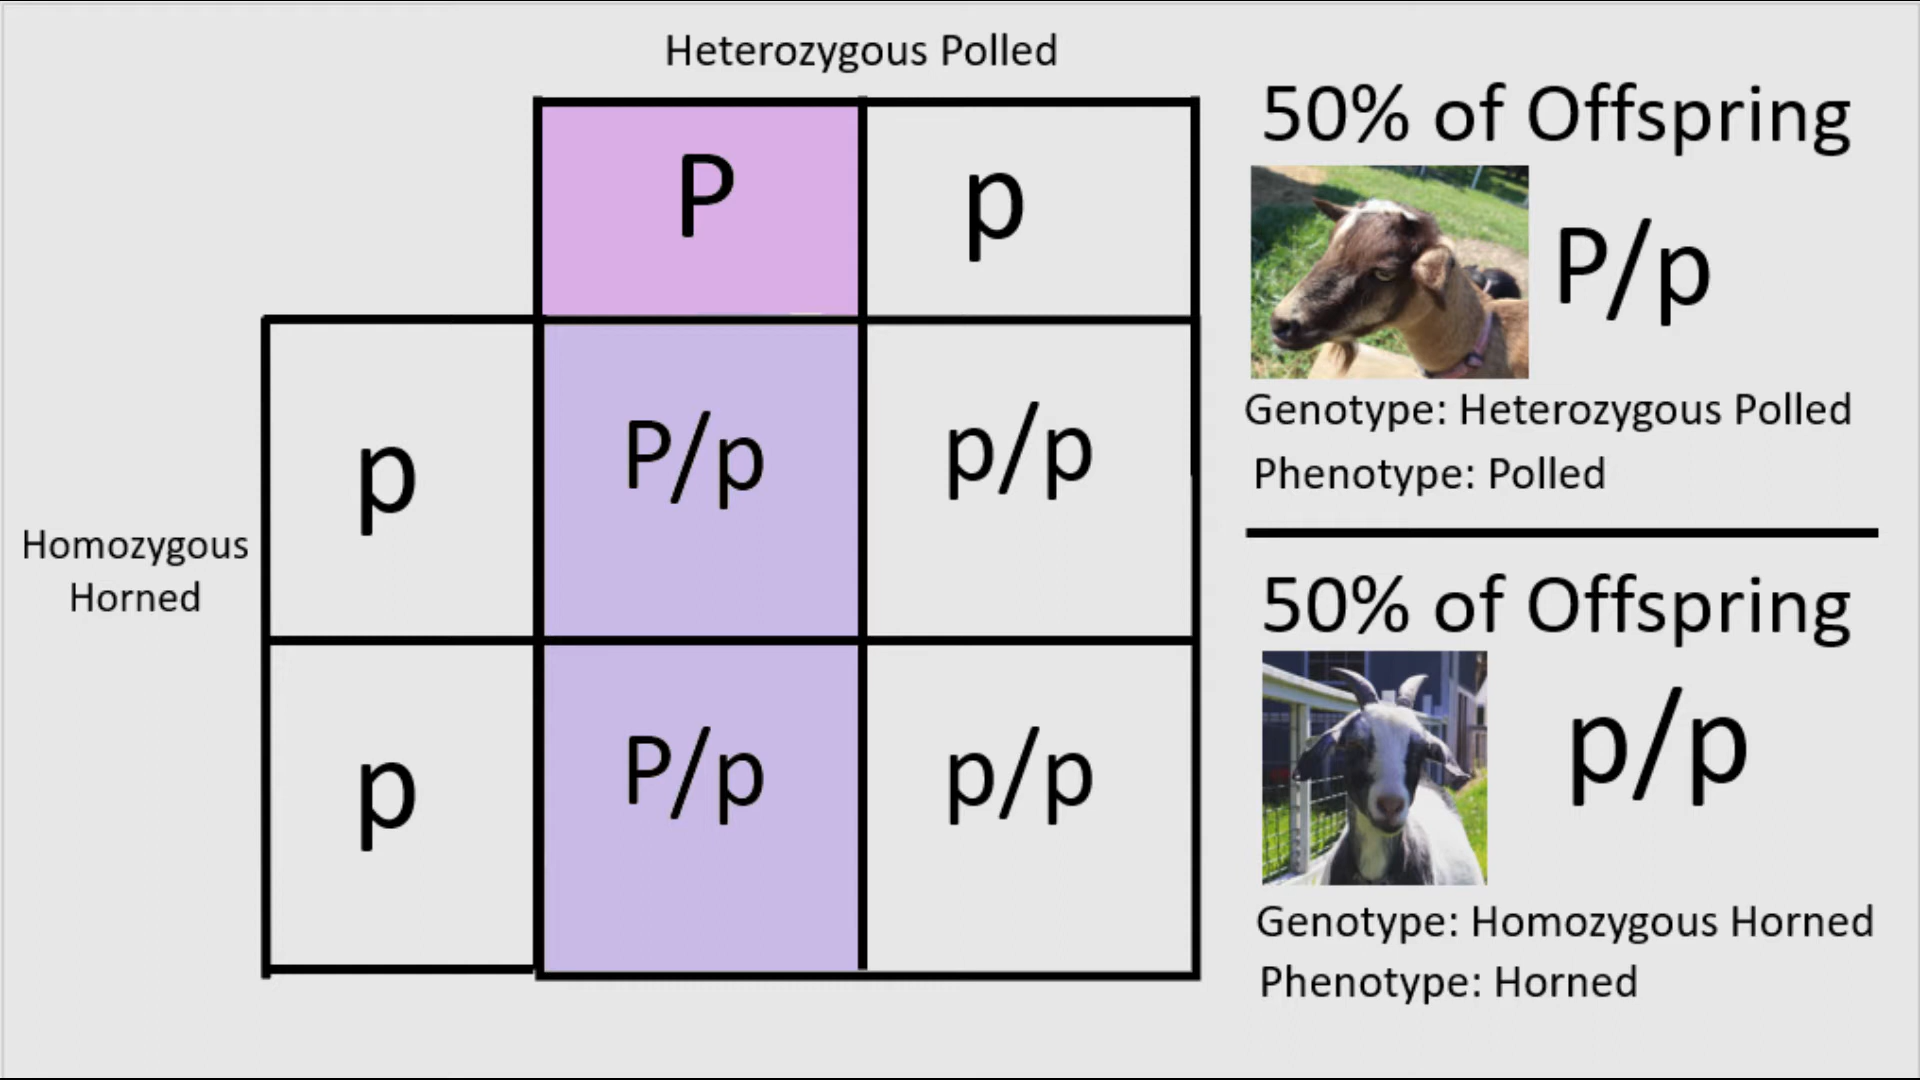 Heterozygous Polled
P
p
Homozygous
Horned
p
P/p
p/p
p
P/p
p/p
50% of Offspring
P/p
Genotype: Heterozygous Polled
Phenotype: Polled
50% of Offspring
p/p
Genotype: Homozygous Horned
Phenotype: Horned